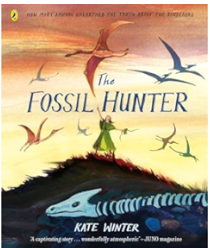 HOW MARY ANNING UNEARTHED THE TRUTH ABOUT THE DINOSAURS
The
FOSSIL HUNTER
KATE WINTER
'A captivating story . . . wonderfully atmospheric' – JUNO magazine